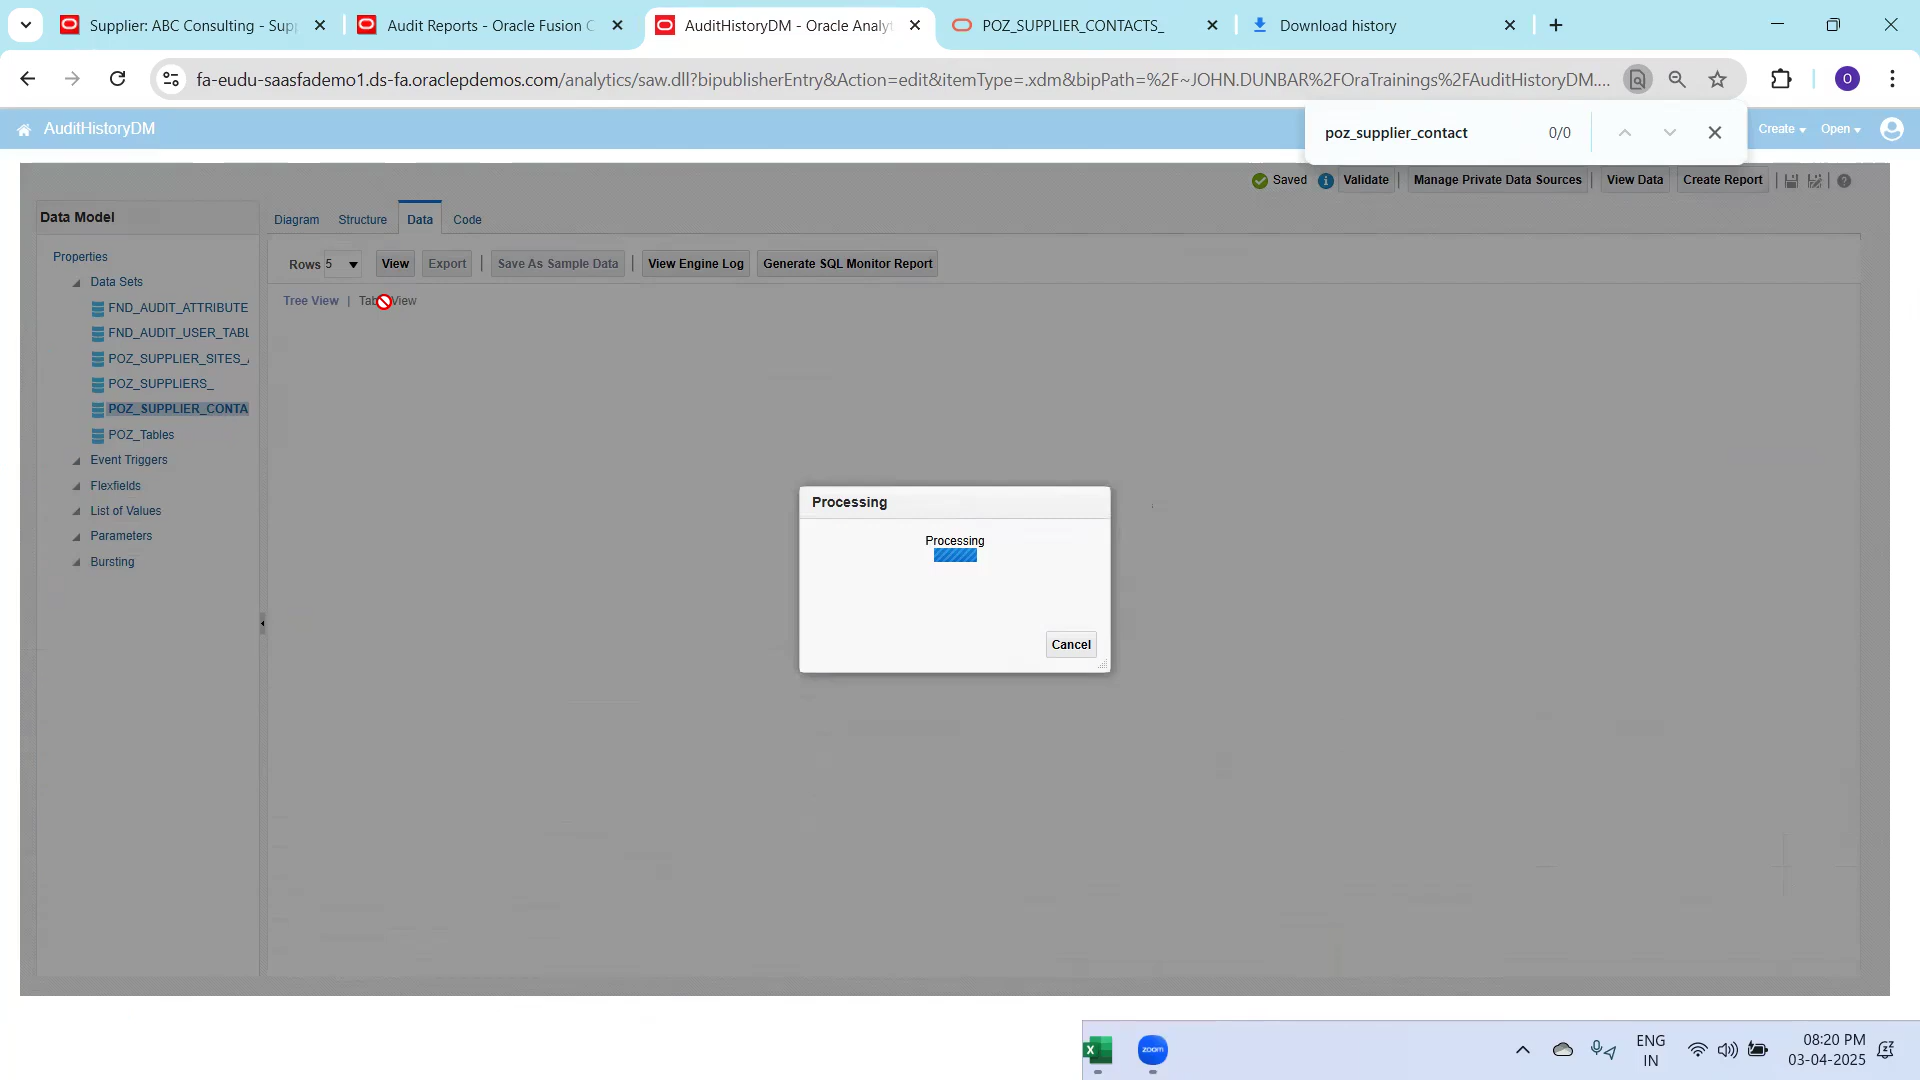 Supplier: ABC Consulting - Supp
Audit Reports - Oracle Fusion C
AuditHistoryDM - Oracle Analyt
POZ_SUPPLIER_CONTACTS_
Download history
fa-eudu-saasfademo1.ds-fa.oraclepdemos.com/analytics/saw.dll?bipublisherEntry&Action=edit&itemType=.xdm&bipPath=%2F~JOHN.DUNBAR%2FOraTrainings%2FAuditHistoryDM....
O
AuditHistoryDM
poz_supplier_contact 0/0
Create Open
Saved Validate Manage Private Data Sources View Data Create Report
Data Model
Diagram Structure Data Code
Properties
Rows 5 View Export Save As Sample Data View Engine Log Generate SQL Monitor Report
Data Sets
Tree View | Table View
FND_AUDIT_ATTRIBUTE
FND_AUDIT_USER_TABL
POZ_SUPPLIER_SITES_
POZ_SUPPLIERS_
POZ_SUPPLIER_CONTA
POZ_Tables
Event Triggers
Flexfields
List of Values
Parameters
Bursting
Processing
Processing
Cancel
zoom
ENG
IN
08:20 PM
03-04-2025